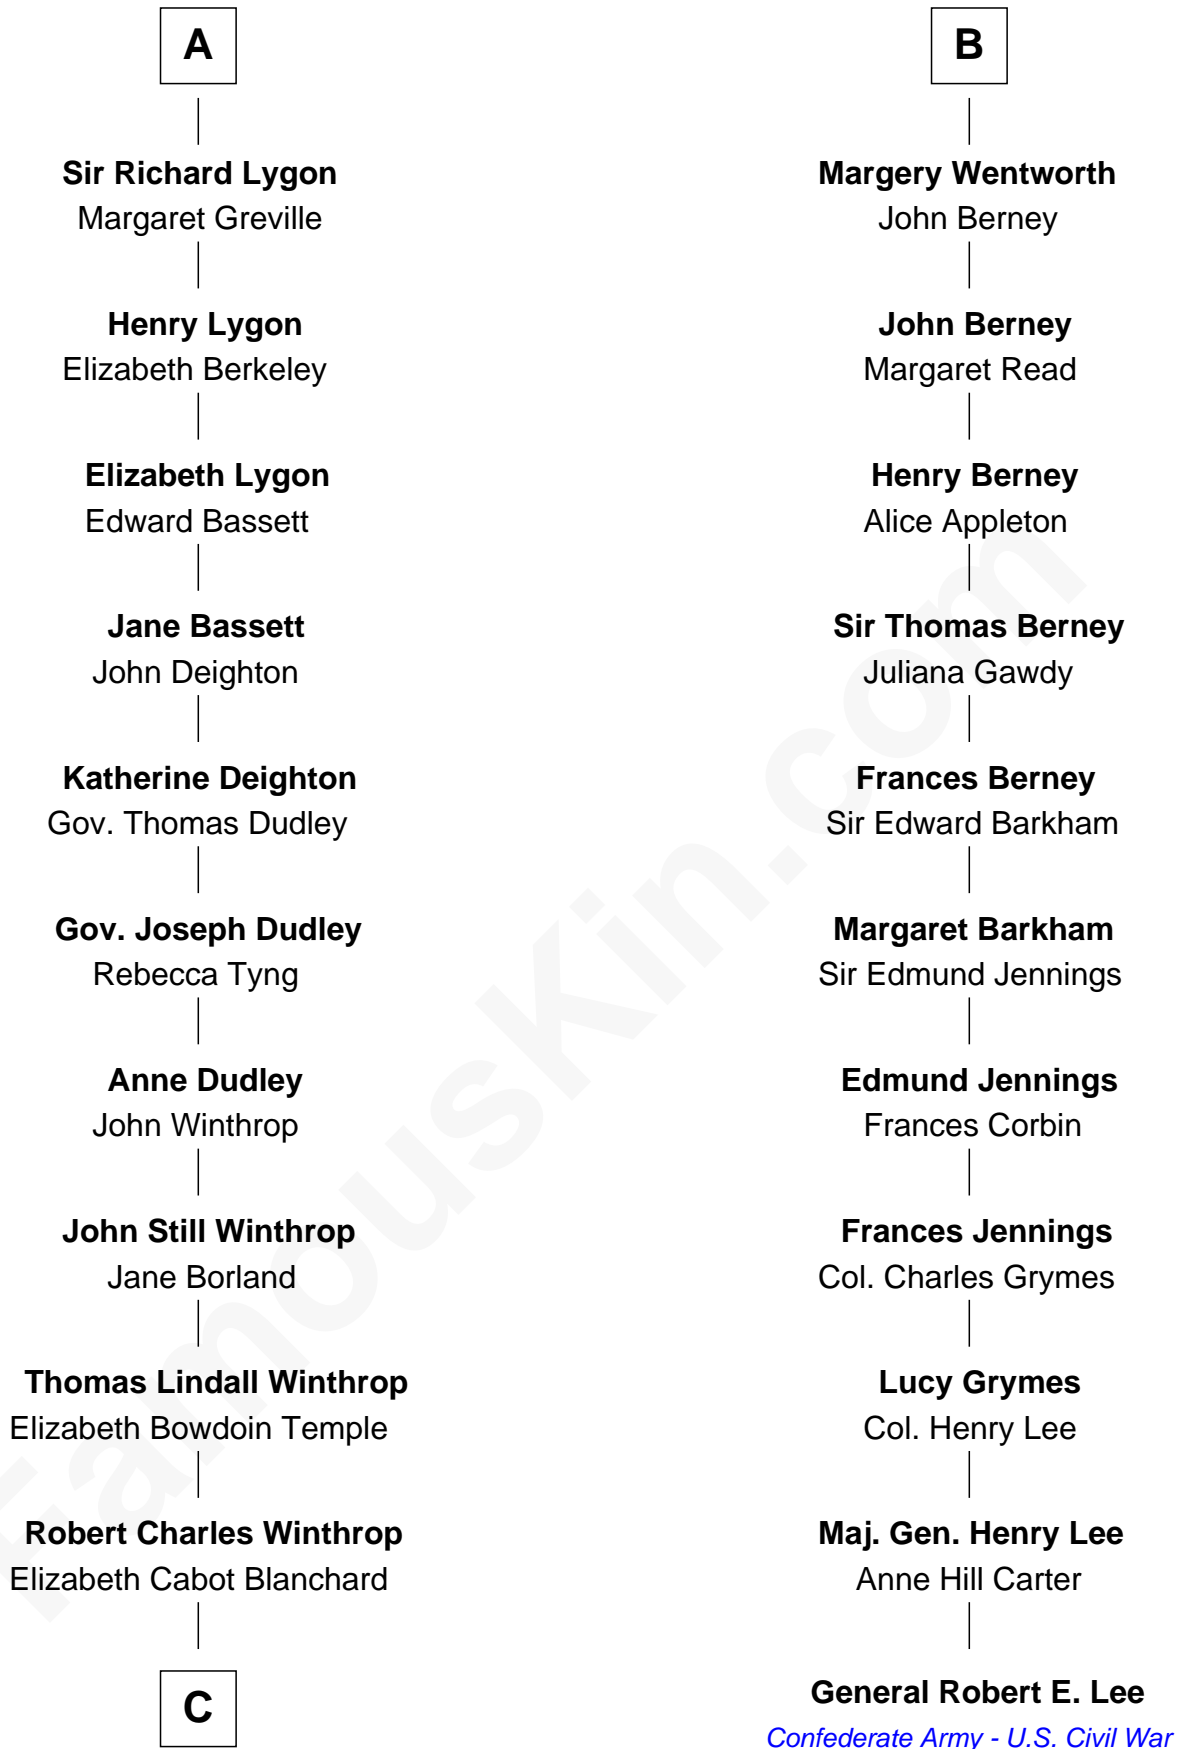 A
Sir Richard Lygon
Margaret Greville
Henry Lygon
Elizabeth Berkeley
Elizabeth Lygon
Edward Bassett
Jane Bassett
John Deighton
Katherine Deighton
Gov. Thomas Dudley
Gov. Joseph Dudley
Rebecca Tyng
Anne Dudley
John Winthrop
John Still Winthrop
Jane Borland
Thomas Lindall Winthrop
Elizabeth Bowdoin Temple
Robert Charles Winthrop
Elizabeth Cabot Blanchard
C
B
Margery Wentworth
John Berney
John Berney
Margaret Read
Henry Berney
Alice Appleton
Sir Thomas Berney
Juliana Gawdy
Frances Berney
Sir Edward Barkham
Margaret Barkham
Sir Edmund Jennings
Edmund Jennings
Frances Corbin
Frances Jennings
Col. Charles Grymes
Lucy Grymes
Col. Henry Lee
Maj. Gen. Henry Lee
Anne Hill Carter
General Robert E. Lee
Confederate Army - U.S. Civil War
FamousKin.com